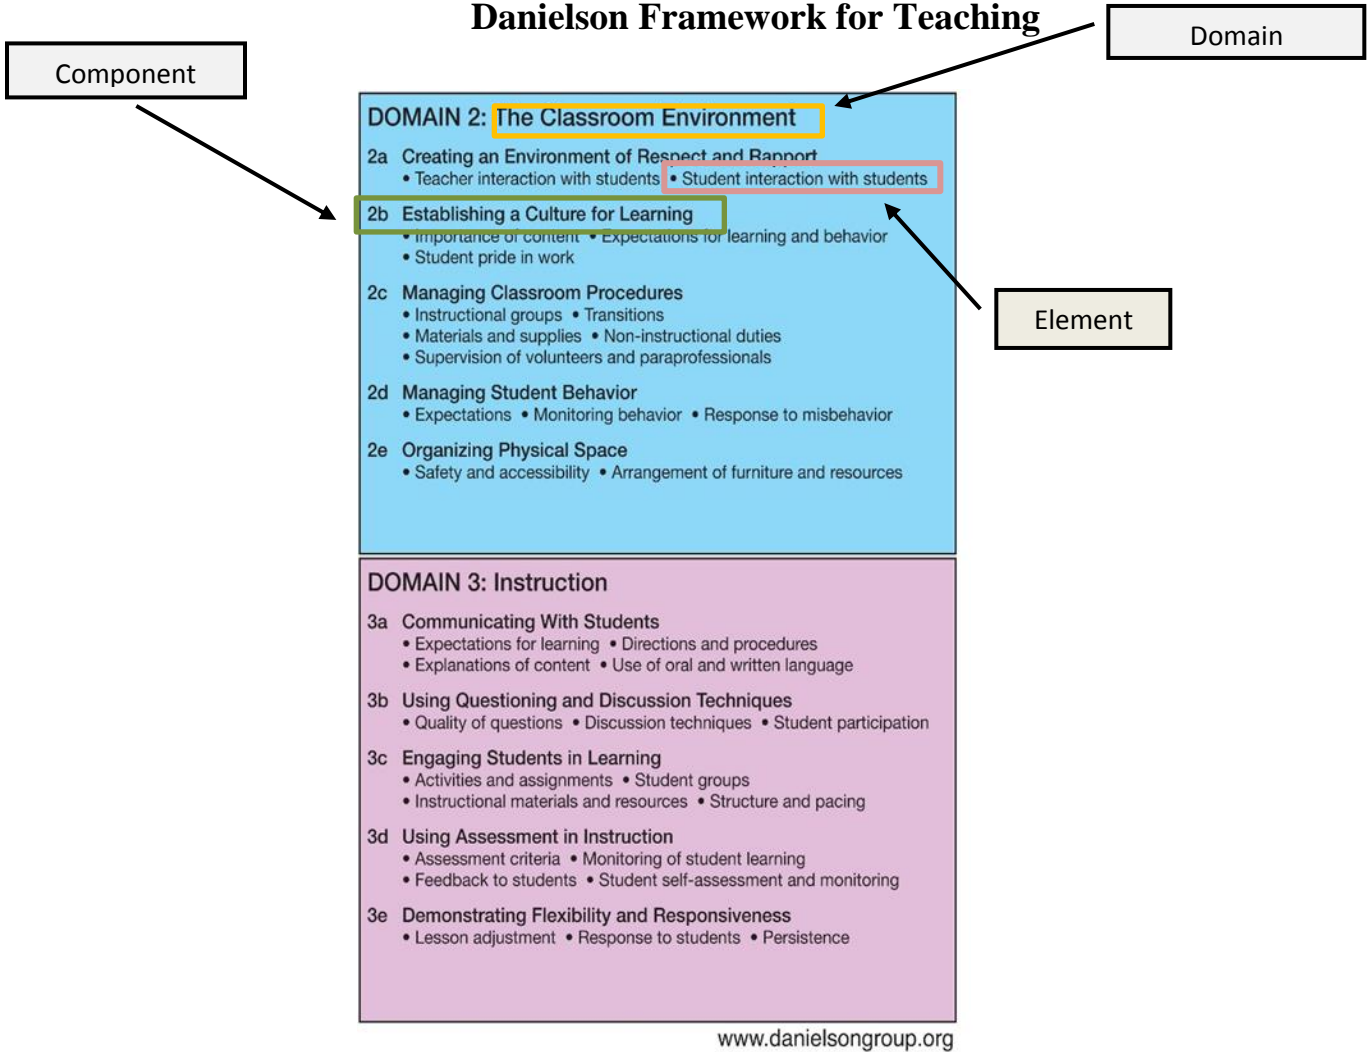 Danielson Framework for Teaching
Domain
Component
DOMAIN 2: The Classroom Environment
2a Creating an Environment of Respect and Rapport
• Teacher interaction with students • Student interaction with students
2b Establishing a Culture for Learning
• Importance of content • Expectations for learning and behavior
• Student pride in work
2c Managing Classroom Procedures
• Instructional groups • Transitions
• Materials and supplies • Non-instructional duties
• Supervision of volunteers and paraprofessionals
Element
2d Managing Student Behavior
• Expectations • Monitoring behavior • Response to misbehavior
2e Organizing Physical Space
• Safety and accessibility • Arrangement of furniture and resources
DOMAIN 3: Instruction
3a Communicating With Students
• Expectations for learning • Directions and procedures
• Explanations of content • Use of oral and written language
3b Using Questioning and Discussion Techniques
• Quality of questions • Discussion techniques • Student participation
3c Engaging Students in Learning
• Activities and assignments • Student groups
• Instructional materials and resources • Structure and pacing
3d Using Assessment in Instruction
• Assessment criteria • Monitoring of student learning
• Feedback to students • Student self-assessment and monitoring
3e Demonstrating Flexibility and Responsiveness
• Lesson adjustment • Response to students • Persistence
www.danielsongroup.org